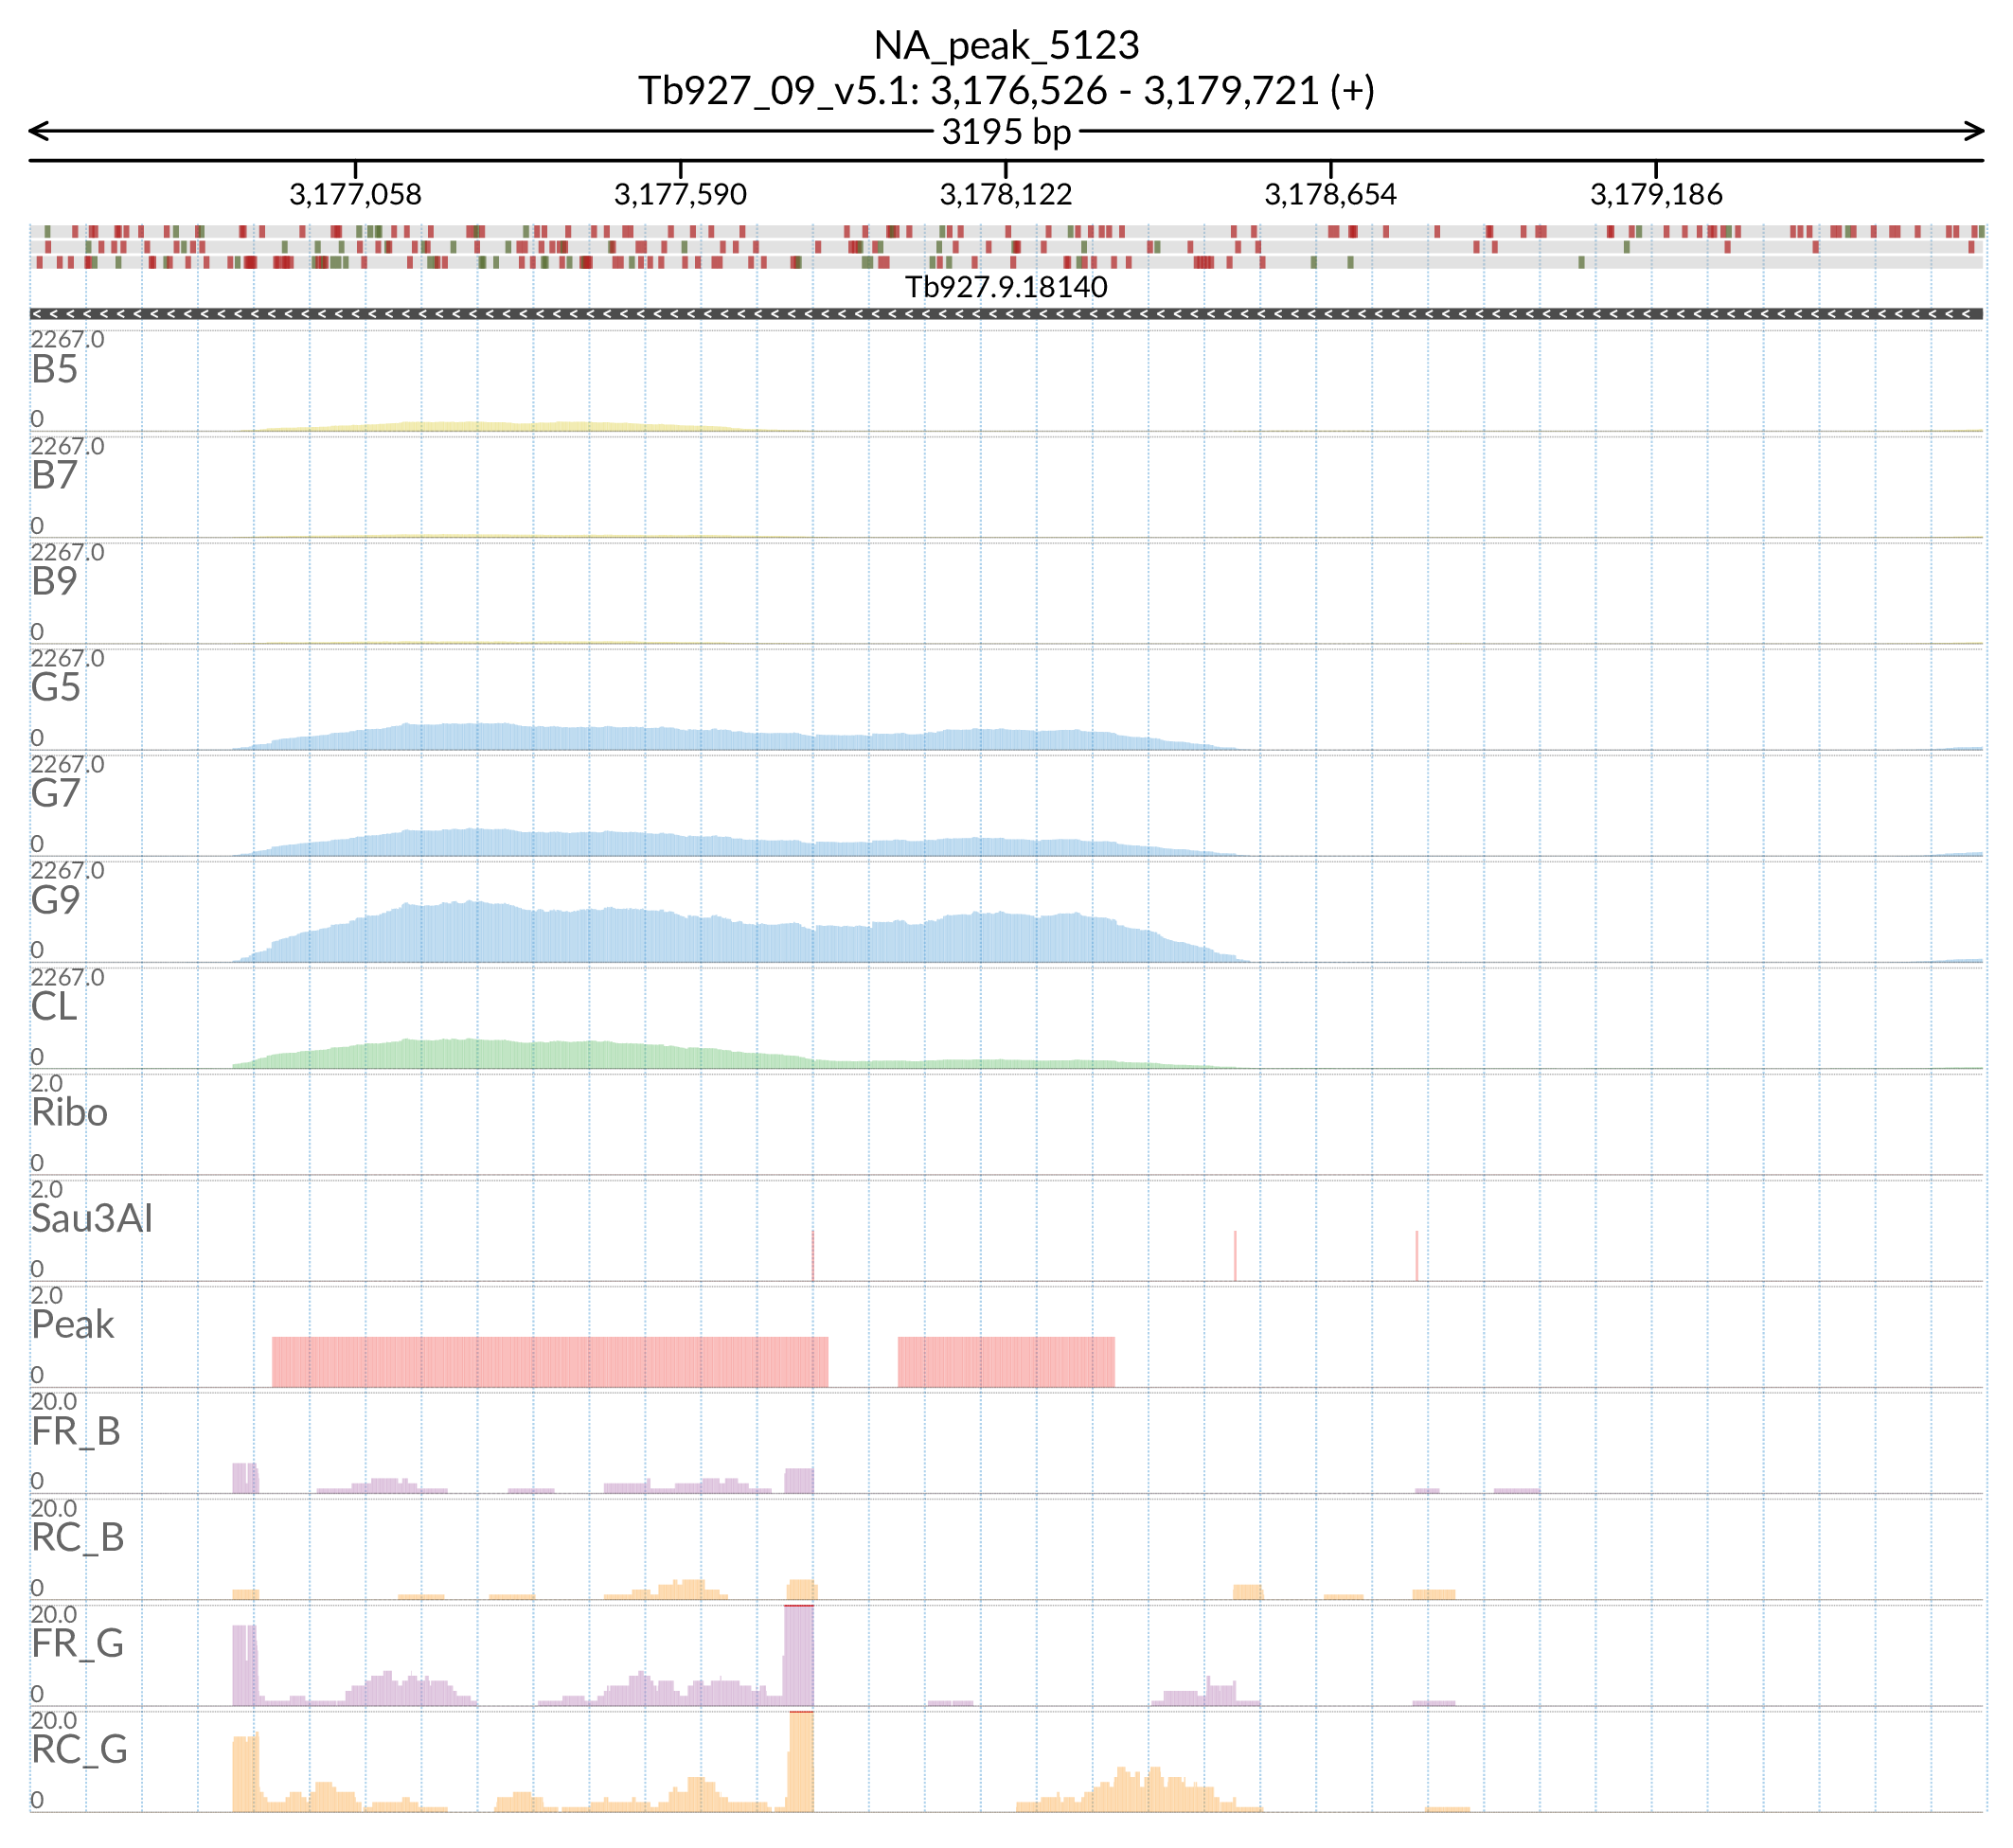 NA_peak_5123
Tb927_09_v5.1: 3,176,526 - 3,179,721 (+)
3195 bp
3,177,058 3,177,590 3,178,122 3,178,654 3,179,186
Tb927.9.18140
2267.0
B5
0
2267.0
B7
0
2267.0
B9
0
2267.0
G5
0
2267.0
G7
0
2267.0
G9
0
2267.0
CL
0
2.0
Ribo
0
2.0
Sau3AI
0
2.0
Peak
0
20.0
FR_B
0
20.0
RC_B
0
20.0
FR_G
0
20.0
RC_G
0